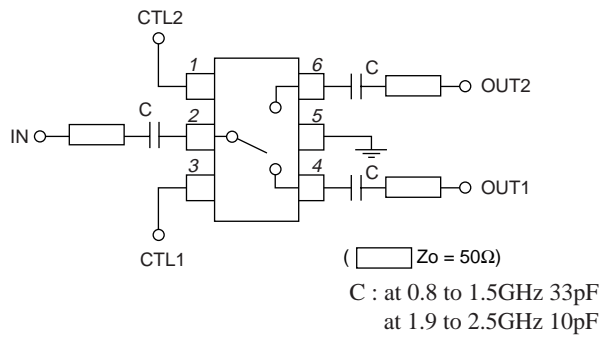 CTL2
1
6
C
OUT2
C
IN
2
5
3
4
C
OUT1
CTL1
( Zo = 50Ω)
C : at 0.8 to 1.5GHz 33pF
at 1.9 to 2.5GHz 10pF